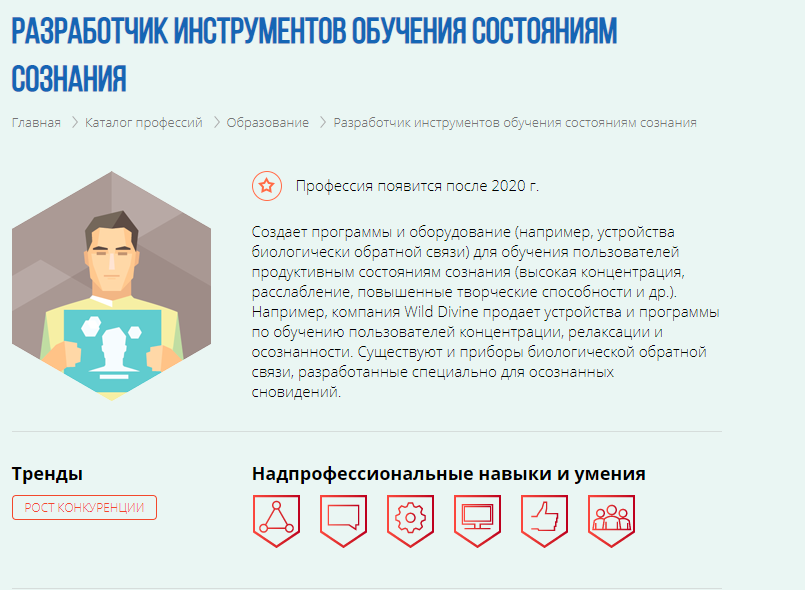 РАЗРАБОТЧИК ИНСТРУМЕНТОВ ОБУЧЕНИЯ СОСТОЯНИЯМ
СОЗНАНИЯ
Главная > Каталог профессий > Образование > Разработчик инструментов обучения состояниям сознания
Профессия появится после 2020 г.
Создает программы и оборудование (например, устройства
биологически обратной связи) для обучения пользователей
продуктивным состояниям сознания (высокая концентрация,
расслабление, повышенные творческие способности и др.).
Например, компания Wild Divine продает устройства и программы
по обучению пользователей концентрации, релаксации и
осознанности. Существуют и приборы биологической обратной
связи, разработанные специально для осознанных
сновидений.
Тренды
РОСТ КОНКУРЕНЦИИ
Надпрофессиональные навыки и умения